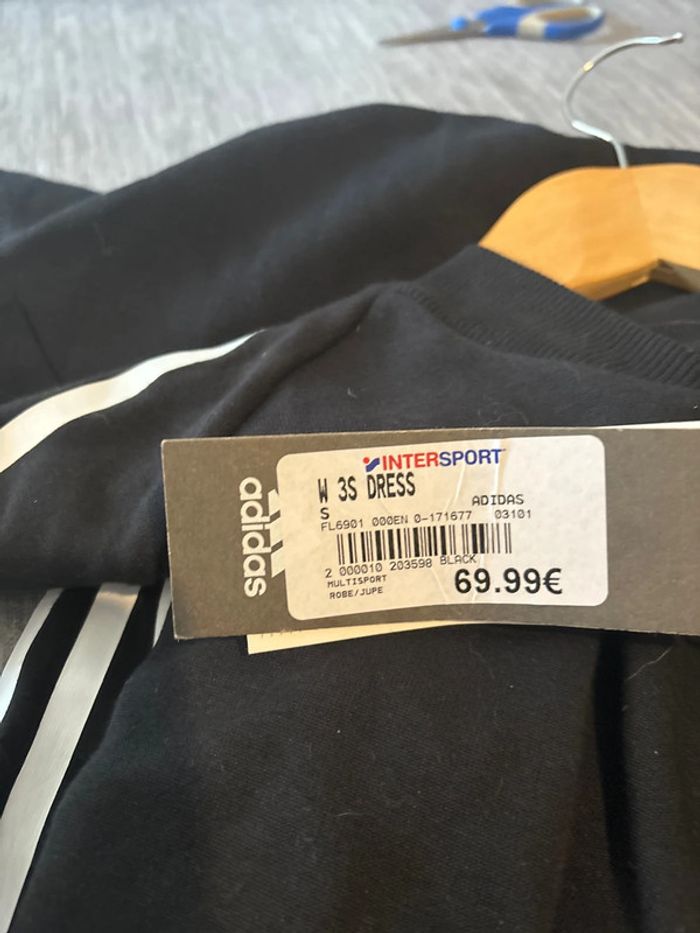 adidas
INTERSPORT
W 3S DRESS
S ADIDAS
FL6901 000EN 0-171677 03101
2 000010 203598 BLACK
MULTISPORT
ROBE/JUPE 69.99€